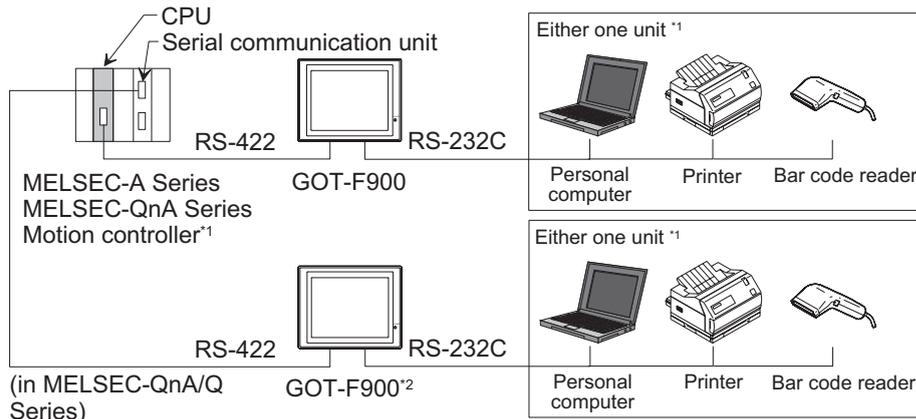 CPU
Serial communication unit
Either one unit *1
RS-422
RS-232C
MELSEC-A Series
MELSEC-QnA Series
Motion controller*1
GOT-F900
Personal
computer
Printer
Bar code reader
Either one unit *1
RS-422
RS-232C
(in MELSEC-QnA/Q
Series)
GOT-F900*2
Personal
computer
Printer
Bar code reader